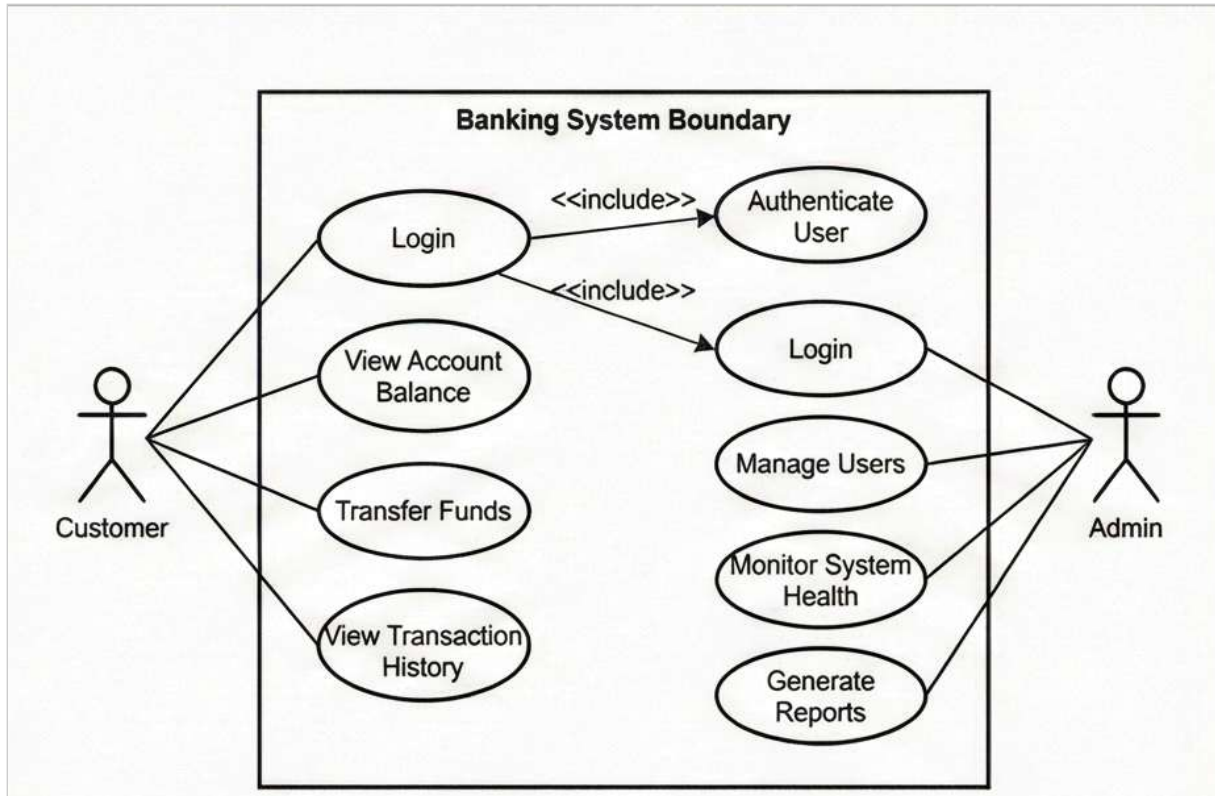 Banking System Boundary
<<include>>
Authenticate
User
Login
<<include>>
Login
View Account
Balance
Manage Users
Transfer Funds
Customer
Admin
Monitor System
Health
View Transaction
History
Generate
Reports